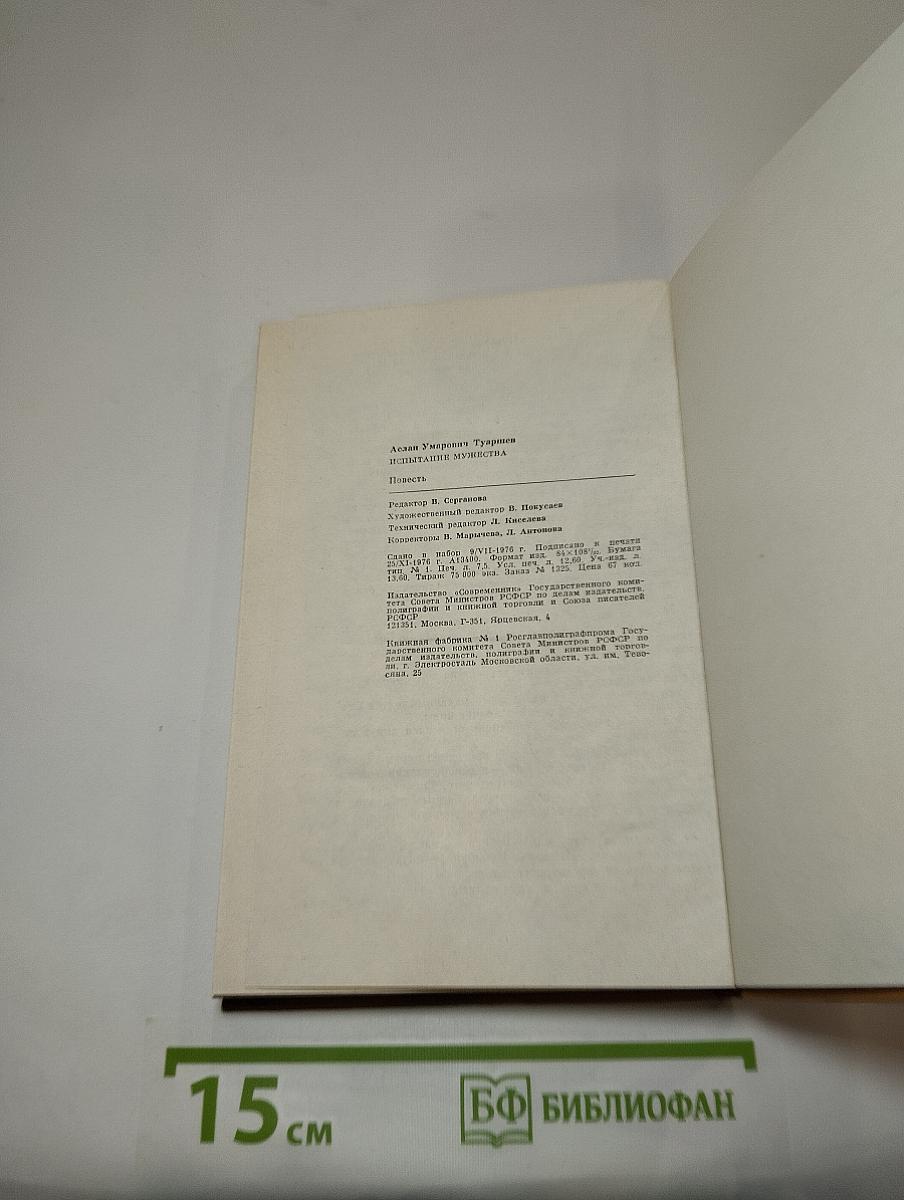 Аслан Умарович Туаршев
ИСПЫТАНИЕ МУЖЕСТВА
Повесть
Редактор В. Серганова
Художественный редактор В. Покусаев
Технический редактор Л. Киселева
Корректоры В. Марычева, Л. Антонова
Сдано в набор 9/VII-1976 г. Подписано к печати
25/XI-1976 г. А13400. Формат изд. 84×108¹/₃₂. Бумага
тип. № 1. Печ. л. 7,5. Усл. печ. л. 12,60. Уч.-изд. л.
13,60. Тираж 75 000 экз. Заказ № 1325. Цена 67 коп.
Издательство «Современник» Государственного коми-
тета Совета Министров РСФСР по делам издательств,
полиграфии и книжной торговли и Союза писателей
РСФСР
121351, Москва, Г-351, Ярцевская, 4
Книжная фабрика № 1 Росглавполиграфпрома Госу-
дарственного комитета Совета Министров РСФСР по
делам издательств, полиграфии и книжной торгов-
ли, г. Электросталь Московской области, ул. им. Тево-
сяна, 25
15 см
БФ БИБЛИОФАН